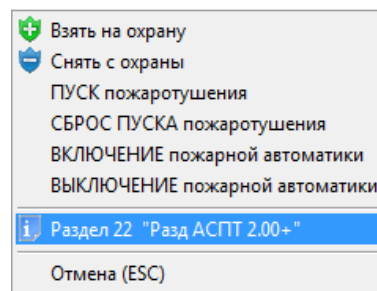 Взять на охрану
Снять с охраны
ПУСК пожаротушения
СБРОС ПУСКА пожаротушения
ВКЛЮЧЕНИЕ пожарной автоматики
ВЫКЛЮЧЕНИЕ пожарной автоматики
Раздел 22 "Разд АСПТ 2.00+"
Отмена (ESC)